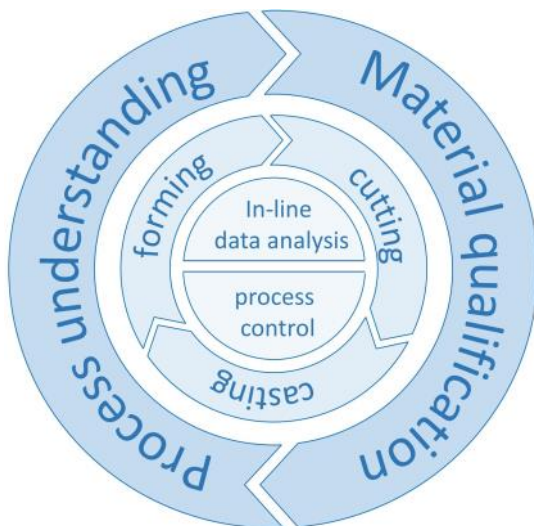 Process understanding
Material qualification
forming
cutting
casting
In-line
data analysis
process
control